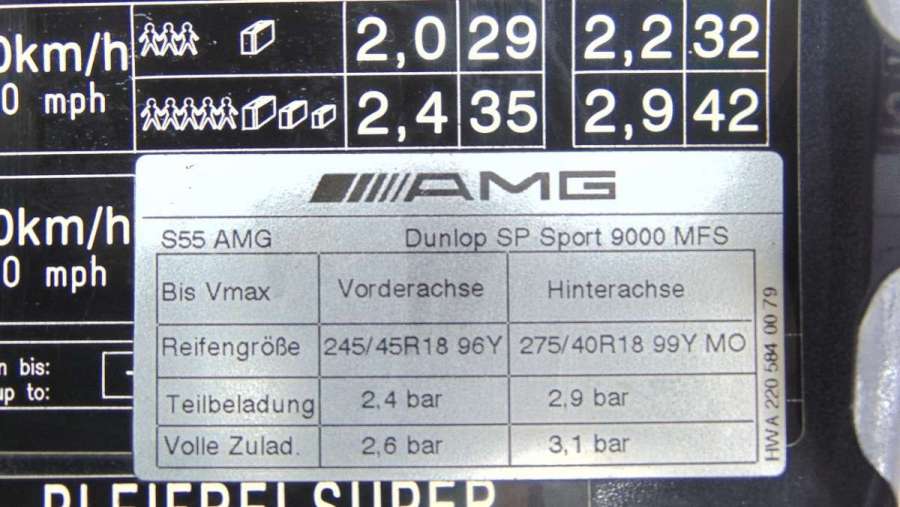 km/h 2,0 29 2,2 32
0 mph 2,4 35 2,9 42
AMG
km/h S55 AMG Dunlop SP Sport 9000 MFS
0 mph Bis Vmax Vorderachse Hinterachse
Reifengröße 245/45R18 96Y 275/40R18 99Y MO
bis:
to: Teilbeladung 2,4 bar 2,9 bar
Volle Zulad. 2,6 bar 3,1 bar
HWA 220 584 00 79